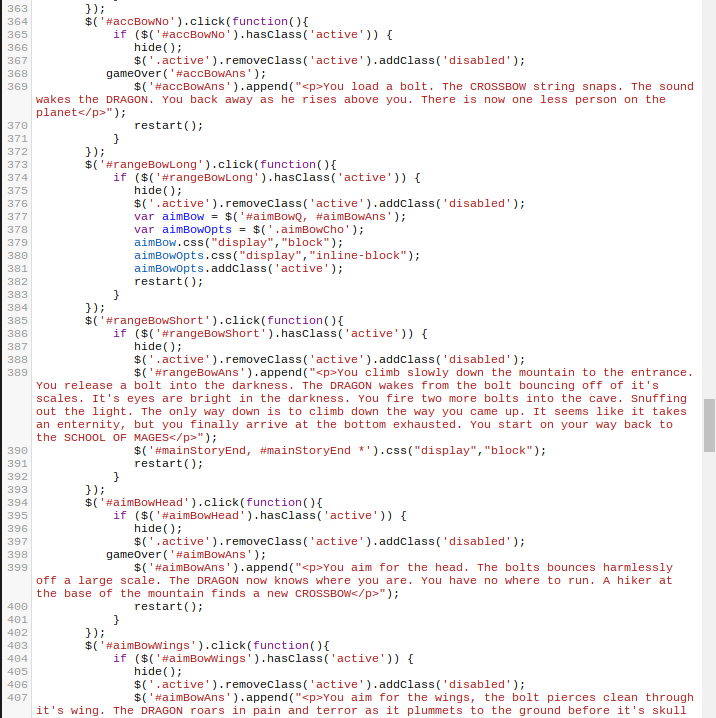 363 });
364 $('#accBowNo').click(function(){
365 if ($('#accBowNo').hasClass('active')) {
366 hide();
367 $('.active').removeClass('active').addClass('disabled');
368 gameOver('#accBowAns');
369 $('#accBowAns').append("<p>You load a bolt. The CROSSBOW string snaps. The sound
wakes the DRAGON. You back away as he rises above you. There is now one less person on the
planet</p>");
370 restart();
371 }
372 });
373 $('#rangeBowLong').click(function(){
374 if ($('#rangeBowLong').hasClass('active')) {
375 hide();
376 $('.active').removeClass('active').addClass('disabled');
377 var aimBow = $('#aimBowQ, #aimBowAns');
378 var aimBowOpts = $('.aimBowCho');
379 aimBow.css("display","block");
380 aimBowOpts.css("display","inline-block");
381 aimBowOpts.addClass('active');
382 restart();
383 }
384 });
385 $('#rangeBowShort').click(function(){
386 if ($('#rangeBowShort').hasClass('active')) {
387 hide();
388 $('.active').removeClass('active').addClass('disabled');
389 $('#rangeBowAns').append("<p>You climb slowly down the mountain to the entrance.
You release a bolt into the darkness. The DRAGON wakes from the bolt bouncing off of it's
scales. It's eyes are bright in the darkness. You fire two more bolts into the cave. Snuffing
out the light. The only way down is to climb down the way you came up. It seems like it takes
an enternity, but you finally arrive at the bottom exhausted. You start on your way back to
the SCHOOL OF MAGES</p>");
390 $('#mainStoryEnd, #mainStoryEnd *').css("display","block");
391 restart();
392 }
393 });
394 $('#aimBowHead').click(function(){
395 if ($('#aimBowHead').hasClass('active')) {
396 hide();
397 $('.active').removeClass('active').addClass('disabled');
398 gameOver('#aimBowAns');
399 $('#aimBowAns').append("<p>You aim for the head. The bolts bounces harmlessly
off a large scale. The DRAGON now knows where you are. You have no where to run. A hiker at
the base of the mountain finds a new CROSSBOW</p>");
400 restart();
401 }
402 });
403 $('#aimBowWings').click(function(){
404 if ($('#aimBowWings').hasClass('active')) {
405 hide();
406 $('.active').removeClass('active').addClass('disabled');
407 $('#aimBowAns').append("<p>You aim for the wings, the bolt pierces clean through
it's wing. The DRAGON roars in pain and terror as it plummets to the ground before it's skull